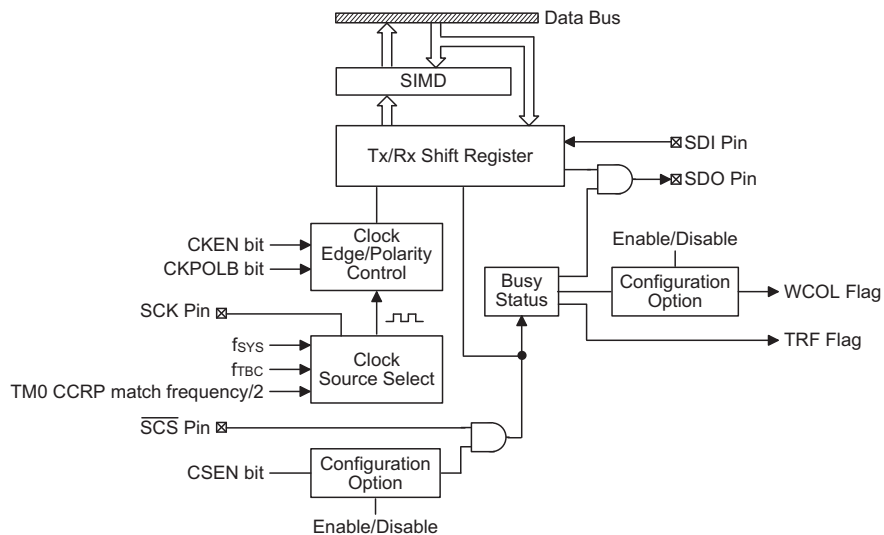 Data Bus
SIMD
Tx/Rx Shift Register
SDI Pin
SDO Pin
CKEN bit
CKPOLB bit
Clock
Edge/Polarity
Control
Enable/Disable
Busy
Status
Configuration
Option
WCOL Flag
TRF Flag
SCK Pin
fSYS
fTBC
TM0 CCRP match frequency/2
Clock
Source Select
SCS Pin
CSEN bit
Configuration
Option
Enable/Disable